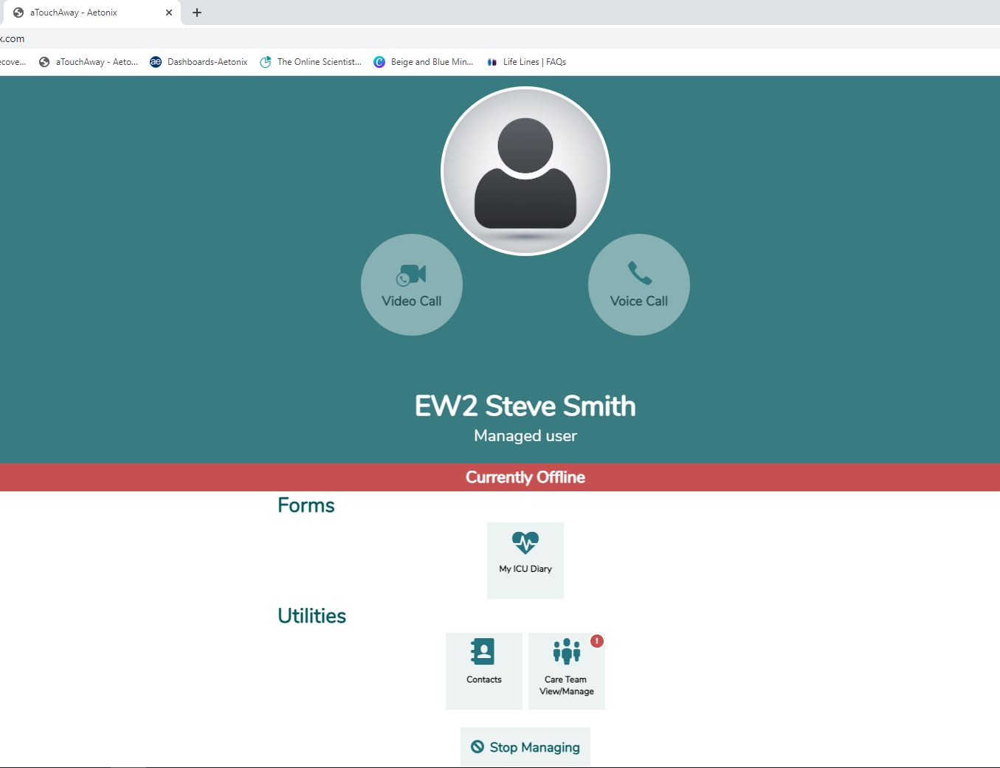 aTouchAway - Aetonix
x.com
ecove...
aTouchAway - Aeto...
ae
Dashboards-Aetonix
The Online Scientist...
C
Beige and Blue Min...
Life Lines | FAQs
Video Call
Voice Call
EW2 Steve Smith
Managed user
Currently Offline
Forms
My ICU Diary
Utilities
Contacts
!
Care Team
View/Manage
Stop Managing